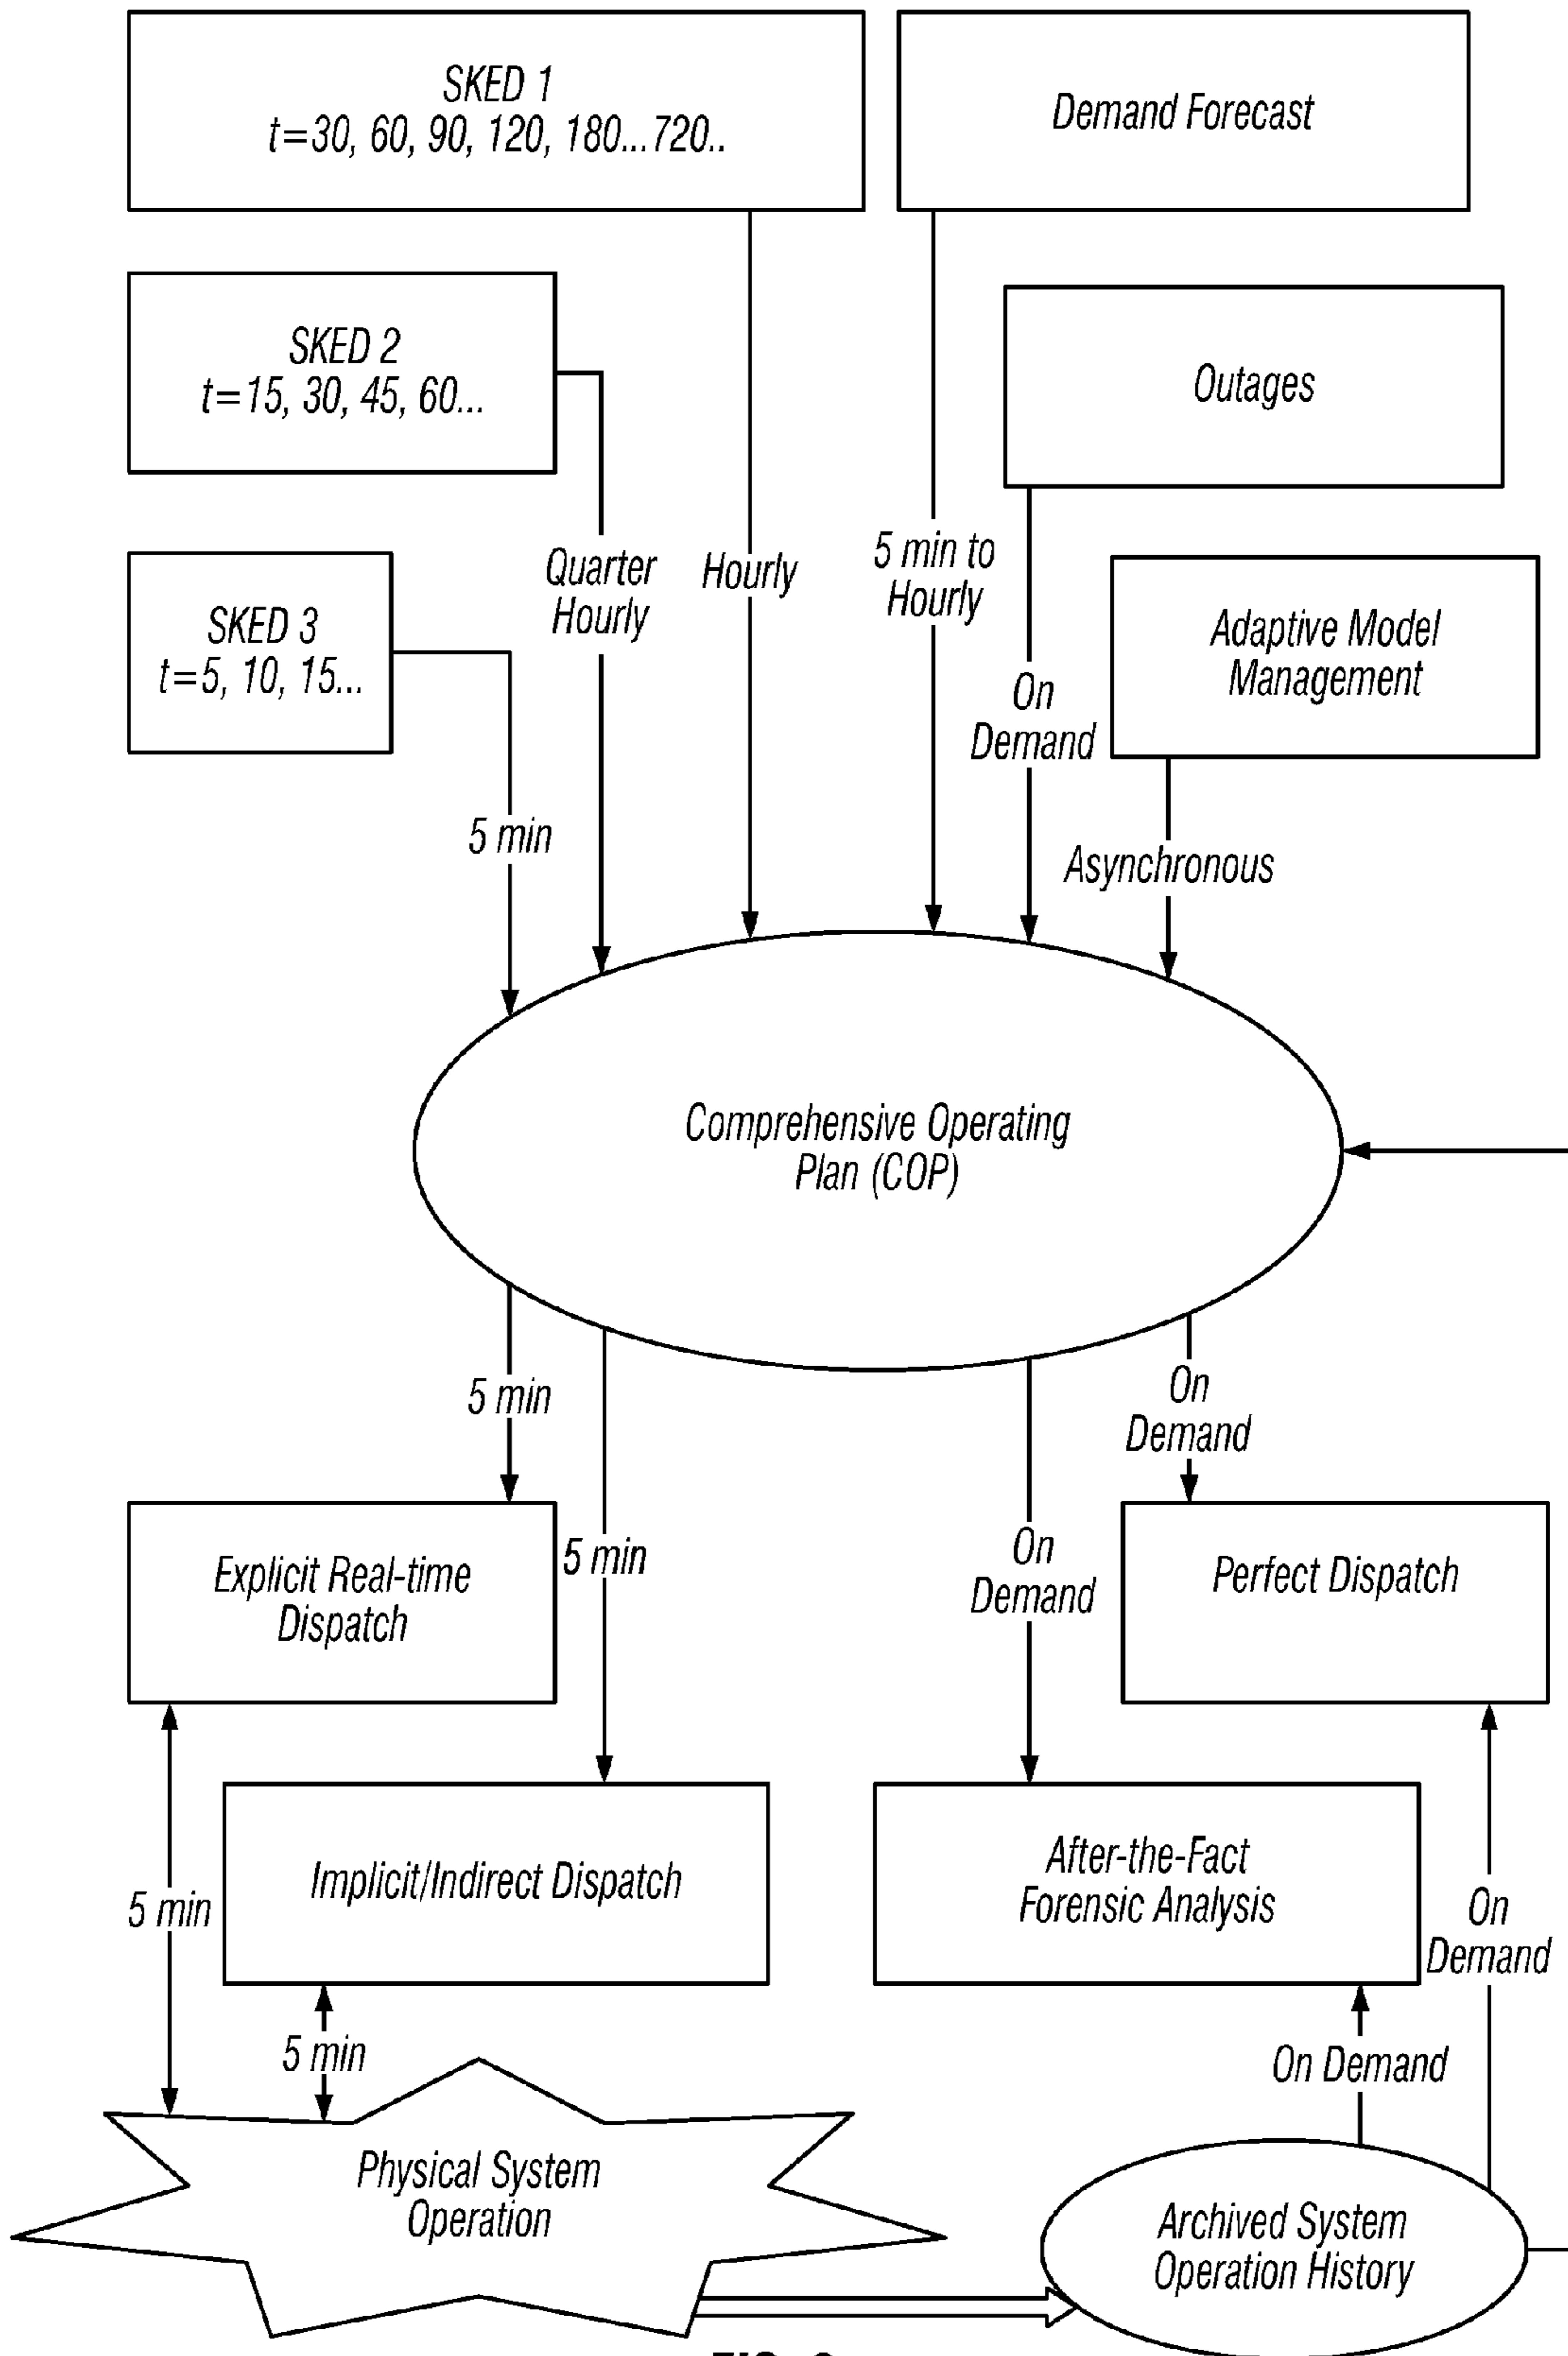 SKED 1
t=30, 60, 90, 120, 180...720..
Demand Forecast
SKED 2
t=15, 30, 45, 60...
Outages
SKED 3
t=5, 10, 15...
Quarter
Hourly
Hourly
5 min to
Hourly
On
Demand
Adaptive Model
Management
5 min
Asynchronous
Comprehensive Operating
Plan (COP)
5 min
On
Demand
Explicit Real-time
Dispatch
5 min
On
Demand
Perfect Dispatch
5 min
Implicit/Indirect Dispatch
After-the-Fact
Forensic Analysis
On
Demand
5 min
On Demand
Physical System
Operation
Archived System
Operation History